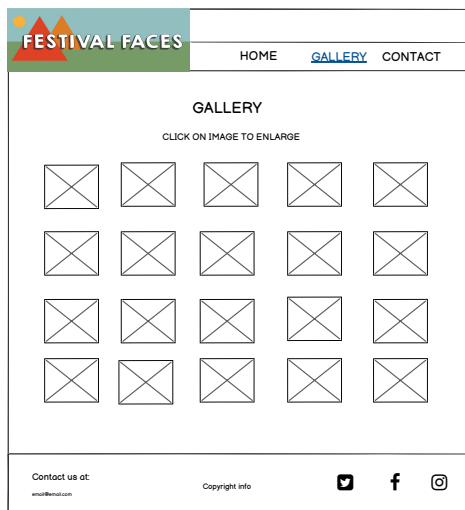 FESTIVAL FACES
HOME GALLERY CONTACT
GALLERY
CLICK ON IMAGE TO ENLARGE
Contact us at:
email@email.com
Copyright info